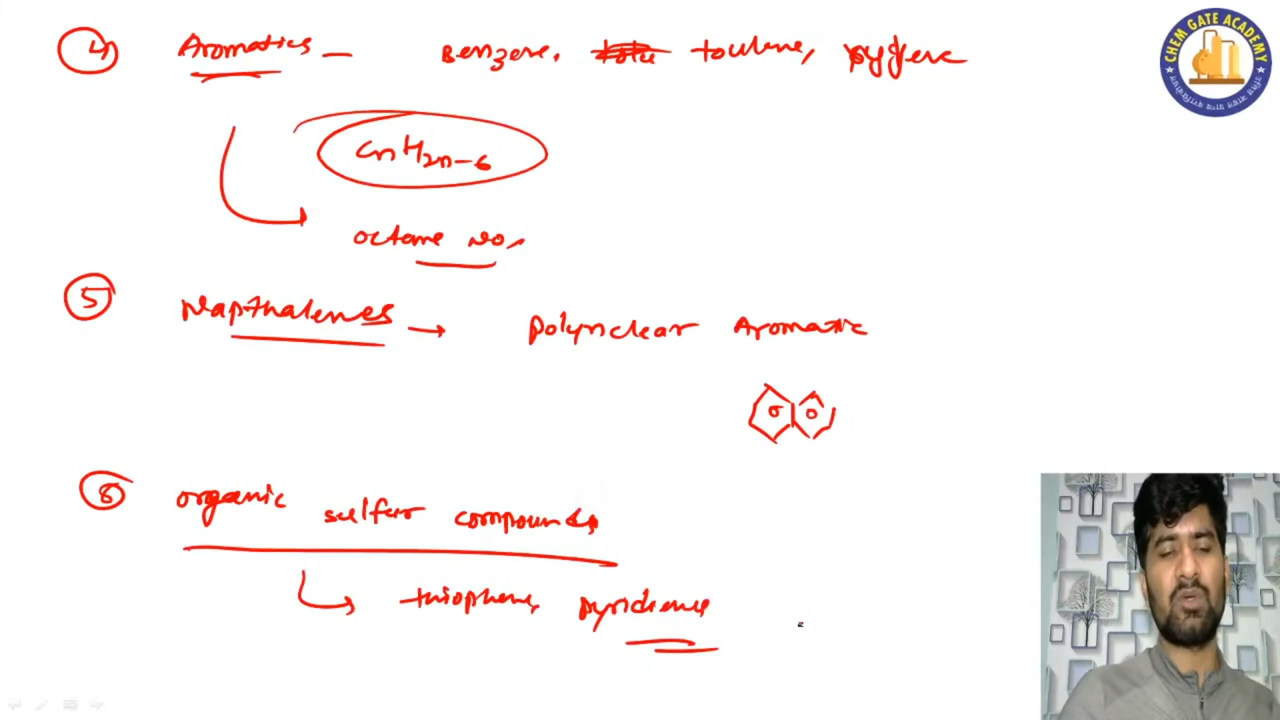 4 Aromatics – Benzene, toulene, xylene
CnH2n-6
octane no,
5 Napthalenes → polynclear Aromatic
6 organic sulfur compounds
thiophene, pyridiene
CHEM GATE ACADEMY